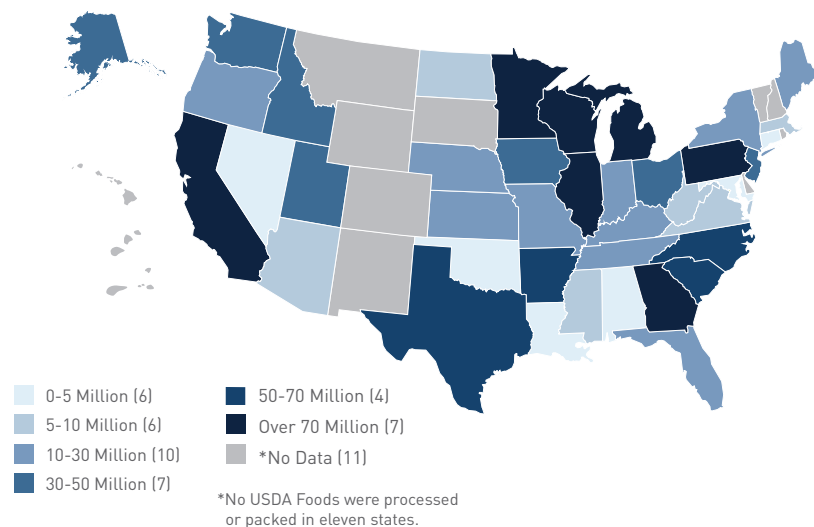 0-5 Million (6)
5-10 Million (6)
10-30 Million (10)
30-50 Million (7)
50-70 Million (4)
Over 70 Million (7)
*No Data (11)
*No USDA Foods were processed
or packed in eleven states.